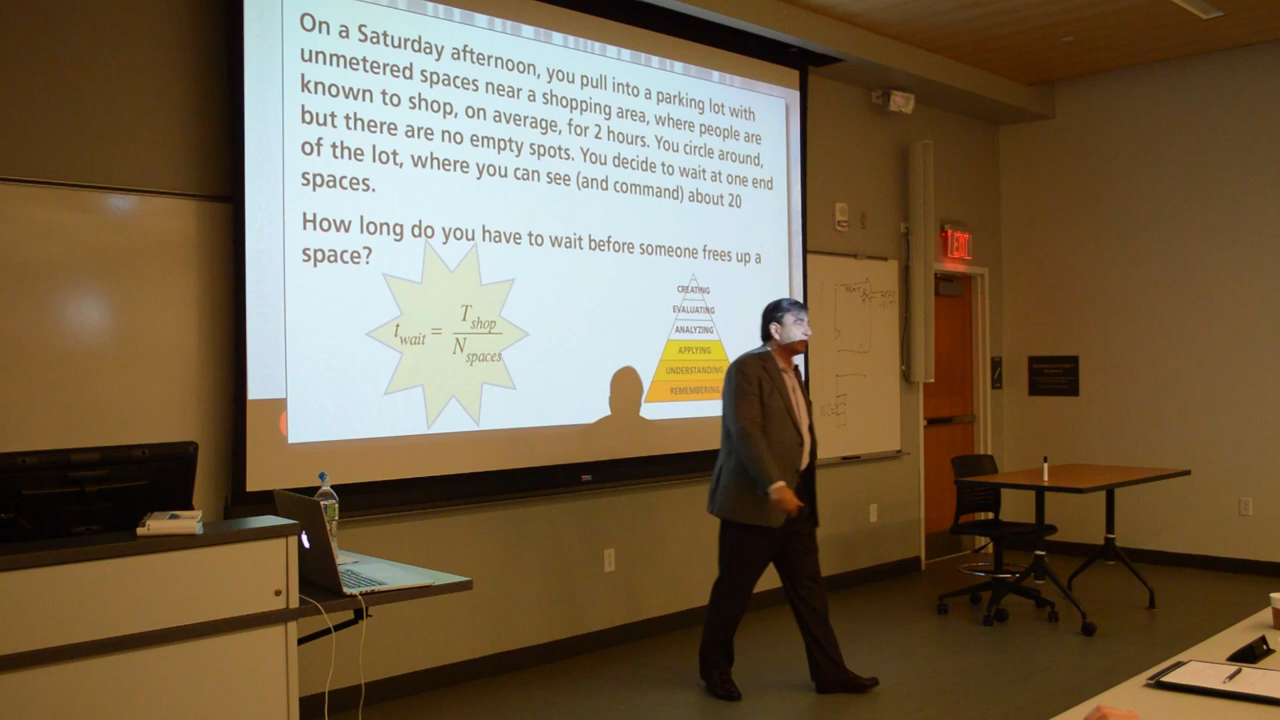 On a Saturday afternoon, you pull into a parking lot with
unmetered spaces near a shopping area, where people are
known to shop, on average, for 2 hours. You circle around,
but there are no empty spots. You decide to wait at one end
of the lot, where you can see (and command) about 20
spaces.
How long do you have to wait before someone frees up a
space?
t_wait = T_shop / N_spaces
CREATING
EVALUATING
ANALYZING
APPLYING
UNDERSTANDING
REMEMBERING
EXIT